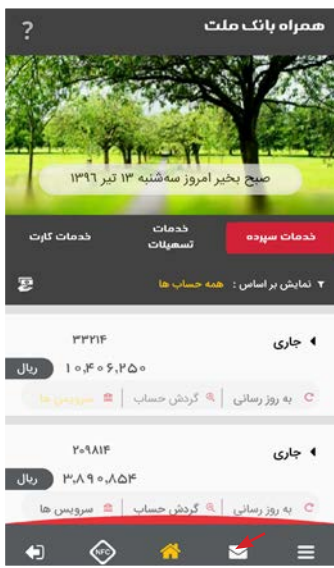 ?
همراه بانک ملت
صبح بخیر امروز سه‌شنبه ۱۳ تیر ۱۳۹۶
خدمات سپرده
خدمات تسهیلات
خدمات کارت
نمایش بر اساس : همه حساب ها
جاری
۳۳۲۱۴
۱۰,۴۰۶,۲۵۰ ریال
به روز رسانی | گردش حساب | سرویس ها
جاری
۲۰۹۸۱۴
۳,۸۹۰,۸۵۴ ریال
به روز رسانی | گردش حساب | سرویس ها
NFC